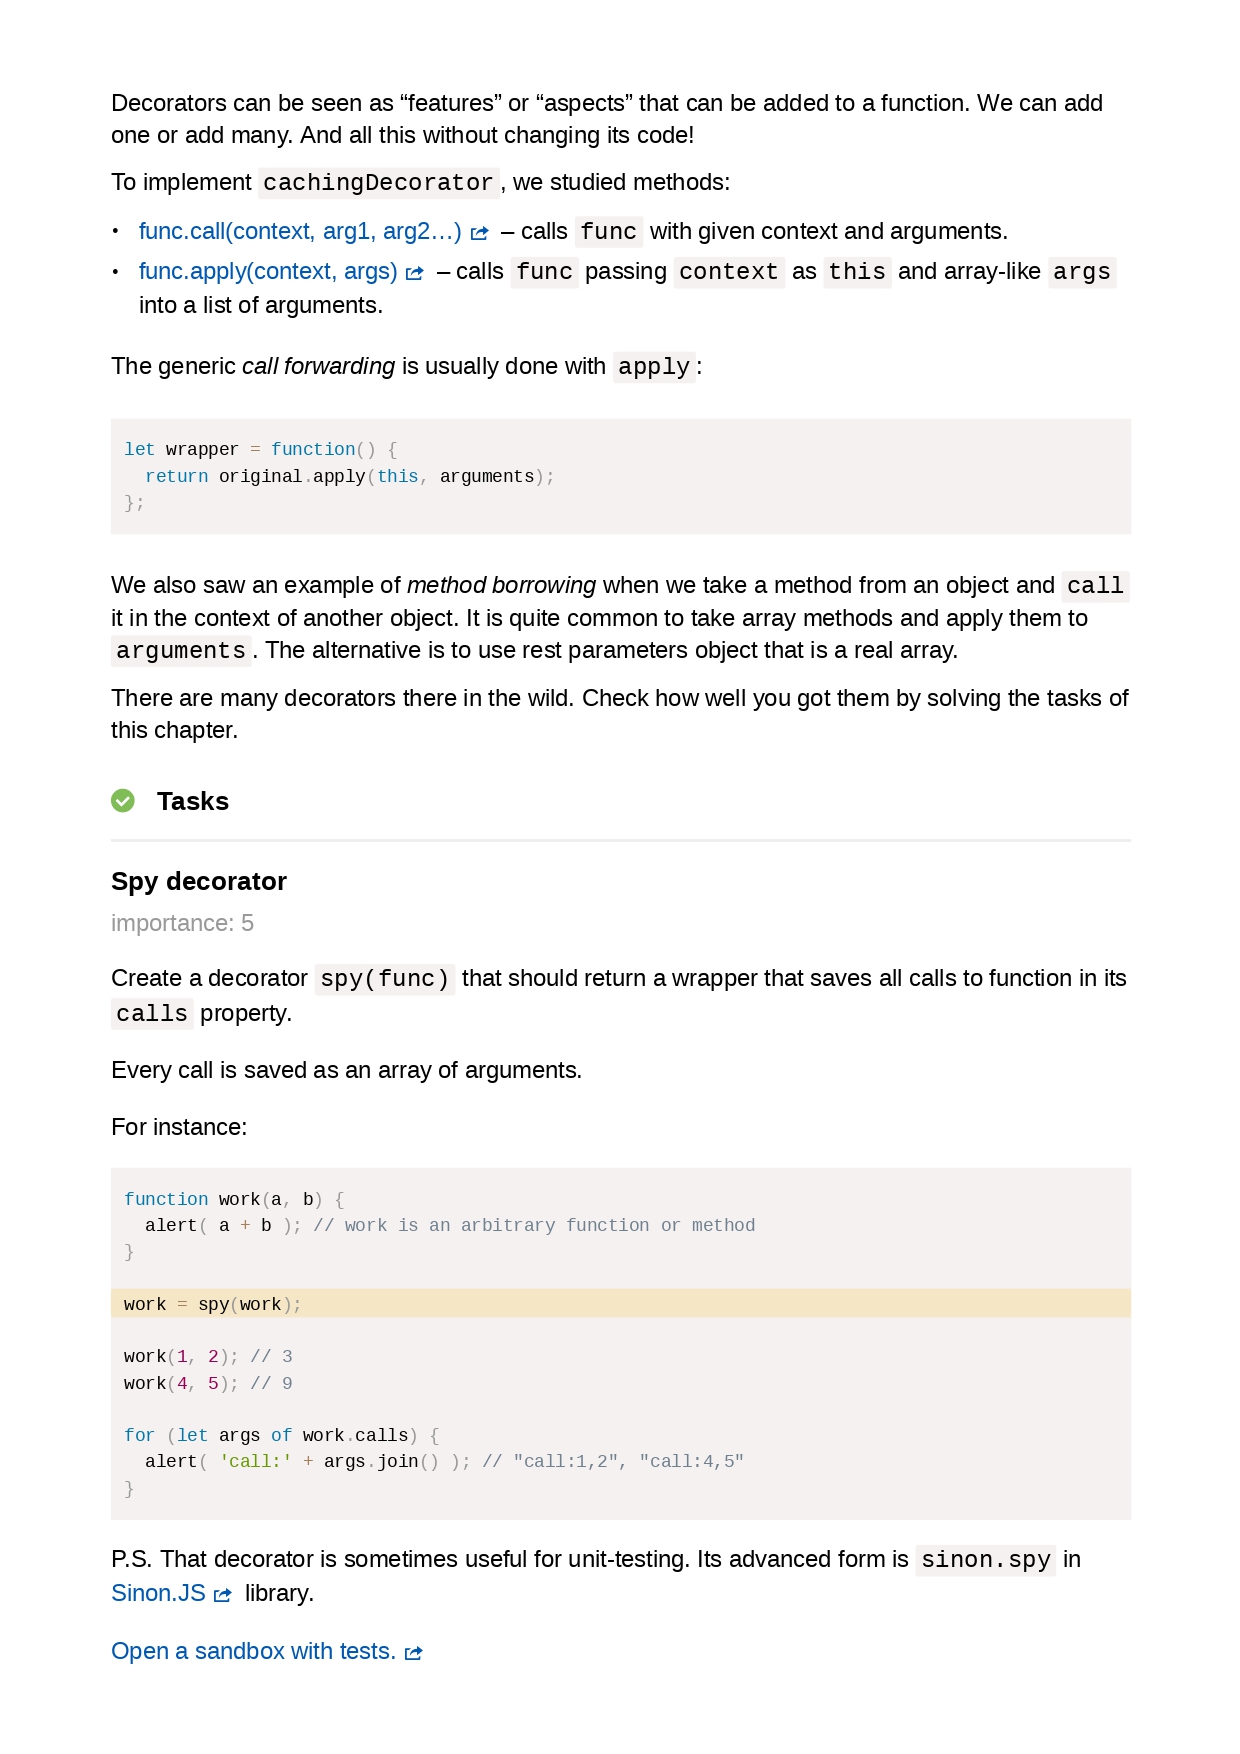 Decorators can be seen as “features” or “aspects” that can be added to a function. We can add
one or add many. And all this without changing its code!
To implement cachingDecorator, we studied methods:
• func.call(context, arg1, arg2…) – calls func with given context and arguments.
• func.apply(context, args) – calls func passing context as this and array-like args
into a list of arguments.
The generic call forwarding is usually done with apply:
let wrapper = function() {
  return original.apply(this, arguments);
};
We also saw an example of method borrowing when we take a method from an object and call
it in the context of another object. It is quite common to take array methods and apply them to
arguments. The alternative is to use rest parameters object that is a real array.
There are many decorators there in the wild. Check how well you got them by solving the tasks of
this chapter.
Tasks
Spy decorator
importance: 5
Create a decorator spy(func) that should return a wrapper that saves all calls to function in its
calls property.
Every call is saved as an array of arguments.
For instance:
function work(a, b) {
  alert( a + b ); // work is an arbitrary function or method
}
work = spy(work);
work(1, 2); // 3
work(4, 5); // 9
for (let args of work.calls) {
  alert( 'call:' + args.join() ); // "call:1,2", "call:4,5"
}
P.S. That decorator is sometimes useful for unit-testing. Its advanced form is sinon.spy in
Sinon.JS library.
Open a sandbox with tests.